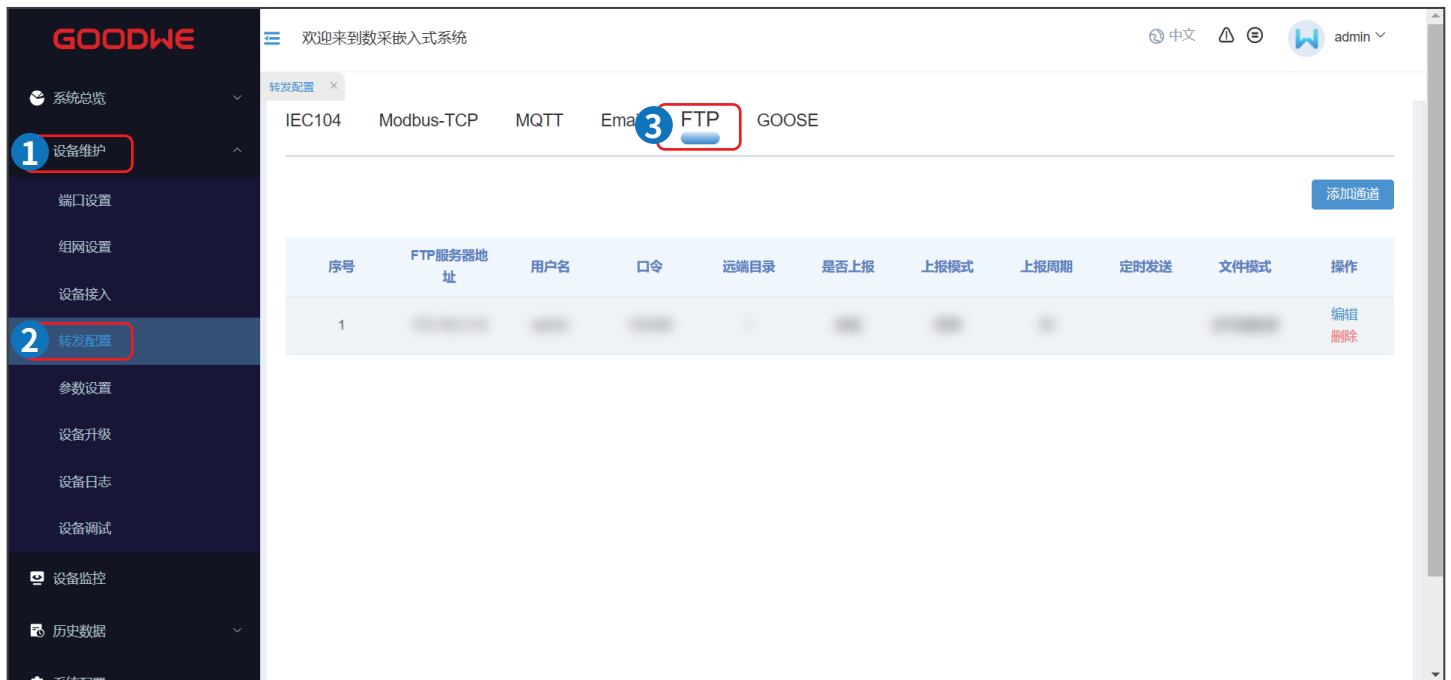 GOODWE
欢迎来到数采嵌入式系统
中文
admin
系统总览
1
设备维护
端口设置
组网设置
设备接入
2
转发配置
参数设置
设备升级
设备日志
设备调试
设备监控
历史数据
转发配置 ×
IEC104 Modbus-TCP MQTT 3 FTP GOOSE
添加通道
序号 FTP服务器地址 用户名 口令 远端目录 是否上报 上报模式 上报周期 定时发送 文件模式 操作
1 编辑
删除